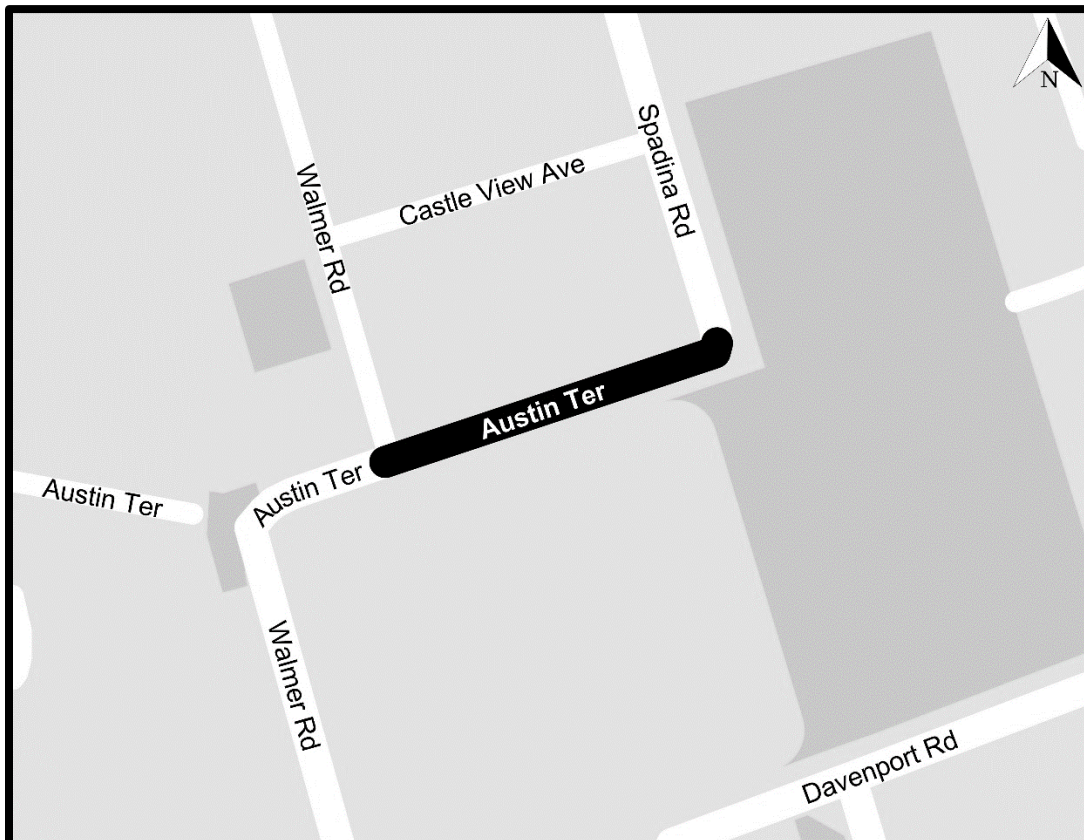 N
Spadina Rd
Castle View Ave
Walmer Rd
Austin Ter
Austin Ter
Austin Ter
Walmer Rd
Davenport Rd